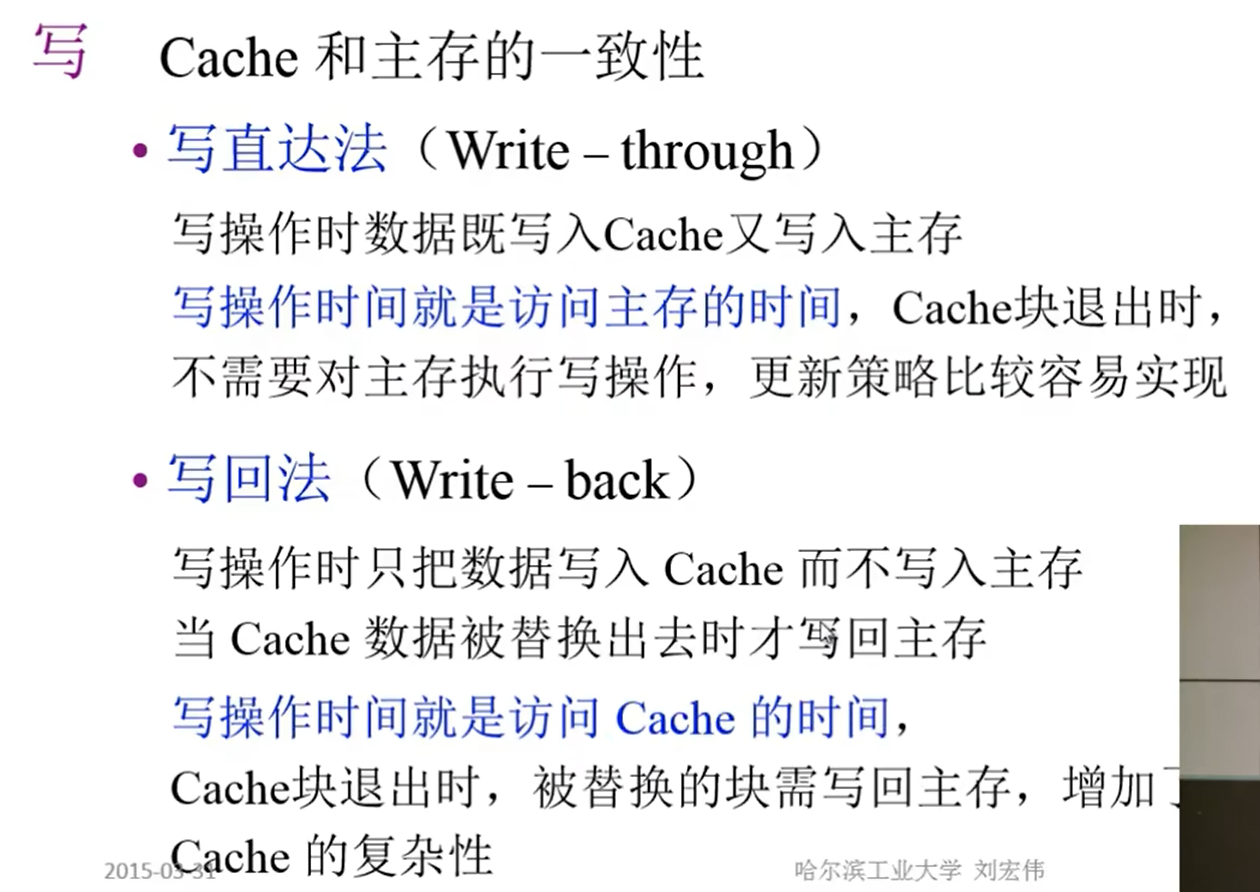 写 Cache 和主存的一致性
• 写直达法（Write – through）
写操作时数据既写入Cache又写入主存
写操作时间就是访问主存的时间，Cache块退出时，
不需要对主存执行写操作，更新策略比较容易实现
• 写回法（Write – back）
写操作时只把数据写入 Cache 而不写入主存
当 Cache 数据被替换出去时才写回主存
写操作时间就是访问 Cache 的时间，
Cache块退出时，被替换的块需写回主存，增加了
Cache 的复杂性
2015-03-31 哈尔滨工业大学 刘宏伟